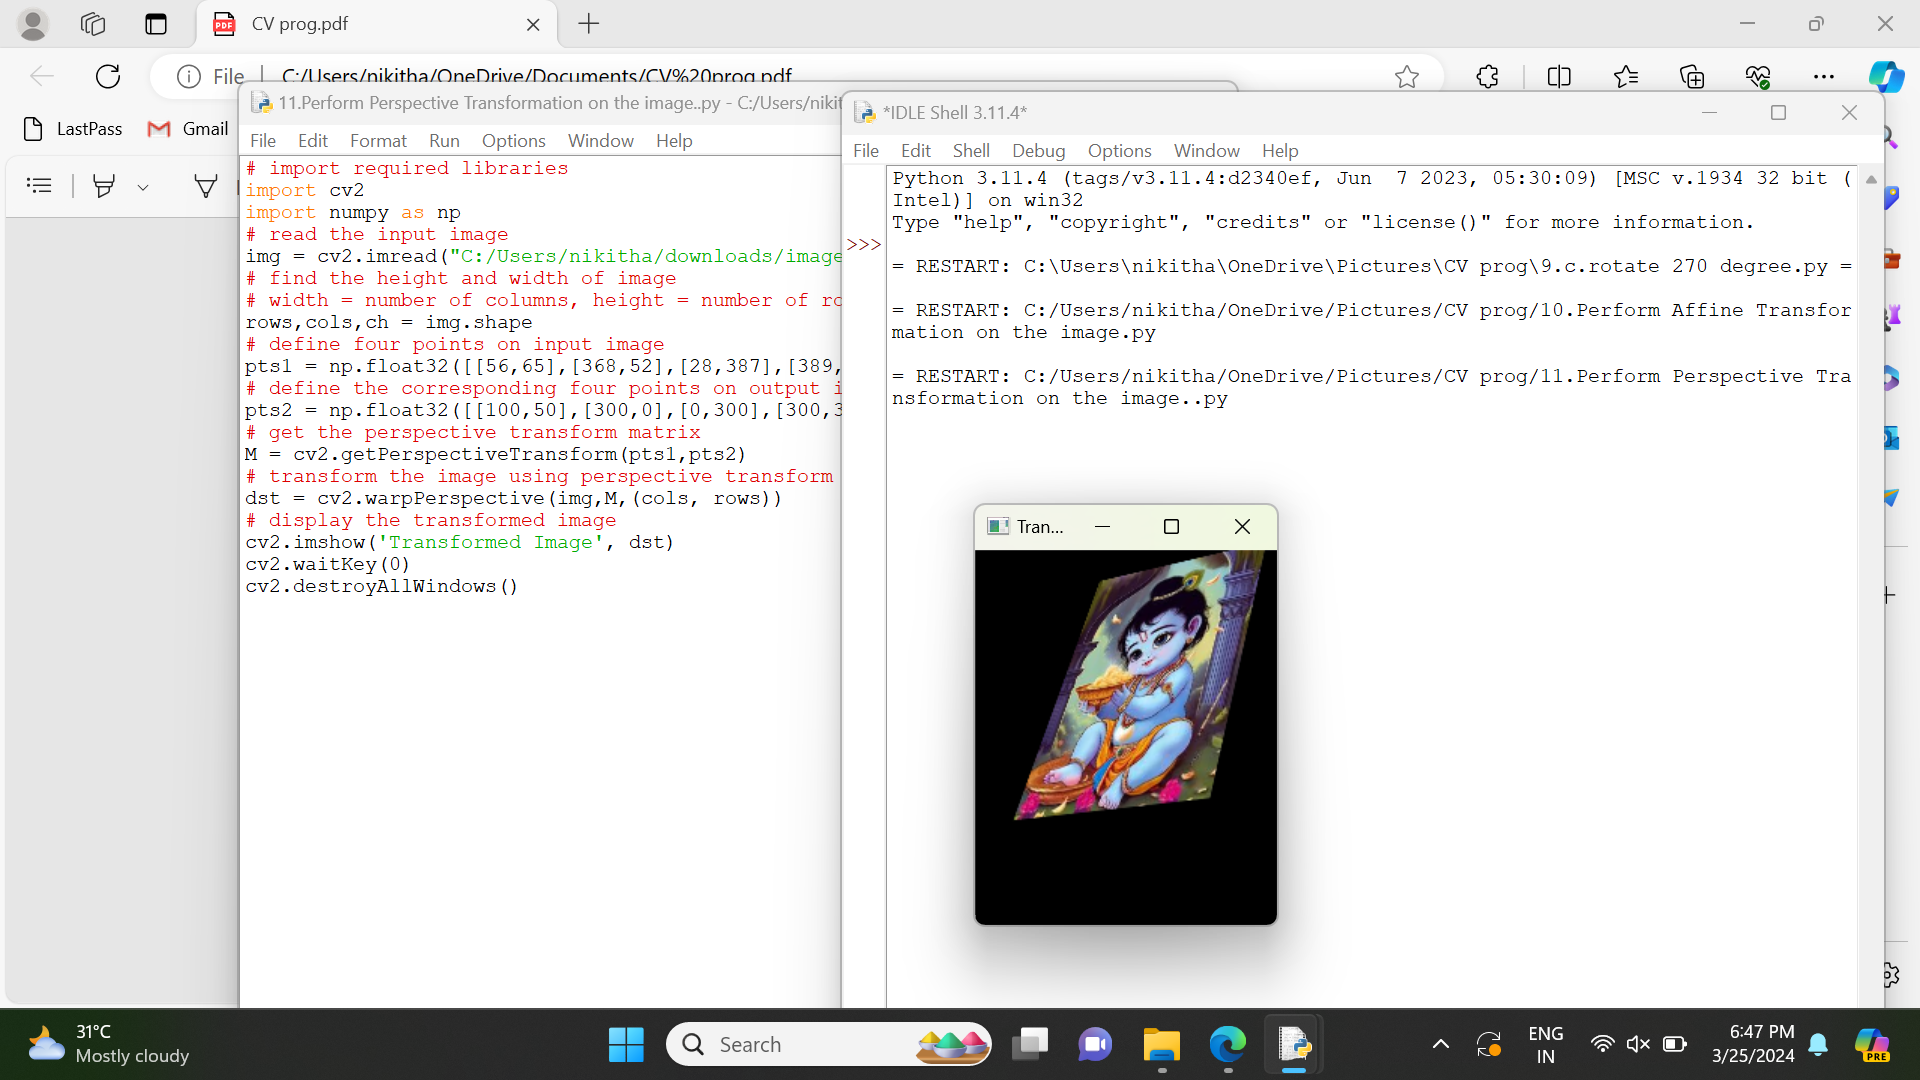 CV prog.pdf
File C:/Users/nikitha/OneDrive/Documents/CV%20prog.pdf
LastPass
Gmail
11.Perform Perspective Transformation on the image..py - C:/Users/nikit
File Edit Format Run Options Window Help
# import required libraries
import cv2
import numpy as np
# read the input image
img = cv2.imread("C:/Users/nikitha/downloads/image
# find the height and width of image
# width = number of columns, height = number of ro
rows,cols,ch = img.shape
# define four points on input image
pts1 = np.float32([[56,65],[368,52],[28,387],[389,
# define the corresponding four points on output i
pts2 = np.float32([[100,50],[300,0],[0,300],[300,3
# get the perspective transform matrix
M = cv2.getPerspectiveTransform(pts1,pts2)
# transform the image using perspective transform
dst = cv2.warpPerspective(img,M,(cols, rows))
# display the transformed image
cv2.imshow('Transformed Image', dst)
cv2.waitKey(0)
cv2.destroyAllWindows()
*IDLE Shell 3.11.4*
File Edit Shell Debug Options Window Help
Python 3.11.4 (tags/v3.11.4:d2340ef, Jun  7 2023, 05:30:09) [MSC v.1934 32 bit (
Intel)] on win32
Type "help", "copyright", "credits" or "license()" for more information.
>>>
= RESTART: C:\Users\nikitha\OneDrive\Pictures\CV prog\9.c.rotate 270 degree.py =
= RESTART: C:/Users/nikitha/OneDrive/Pictures/CV prog/10.Perform Affine Transfor
mation on the image.py
= RESTART: C:/Users/nikitha/OneDrive/Pictures/CV prog/11.Perform Perspective Tra
nsformation on the image..py
Tran...
31°C
Mostly cloudy
Search
ENG
IN
6:47 PM
3/25/2024
PRE